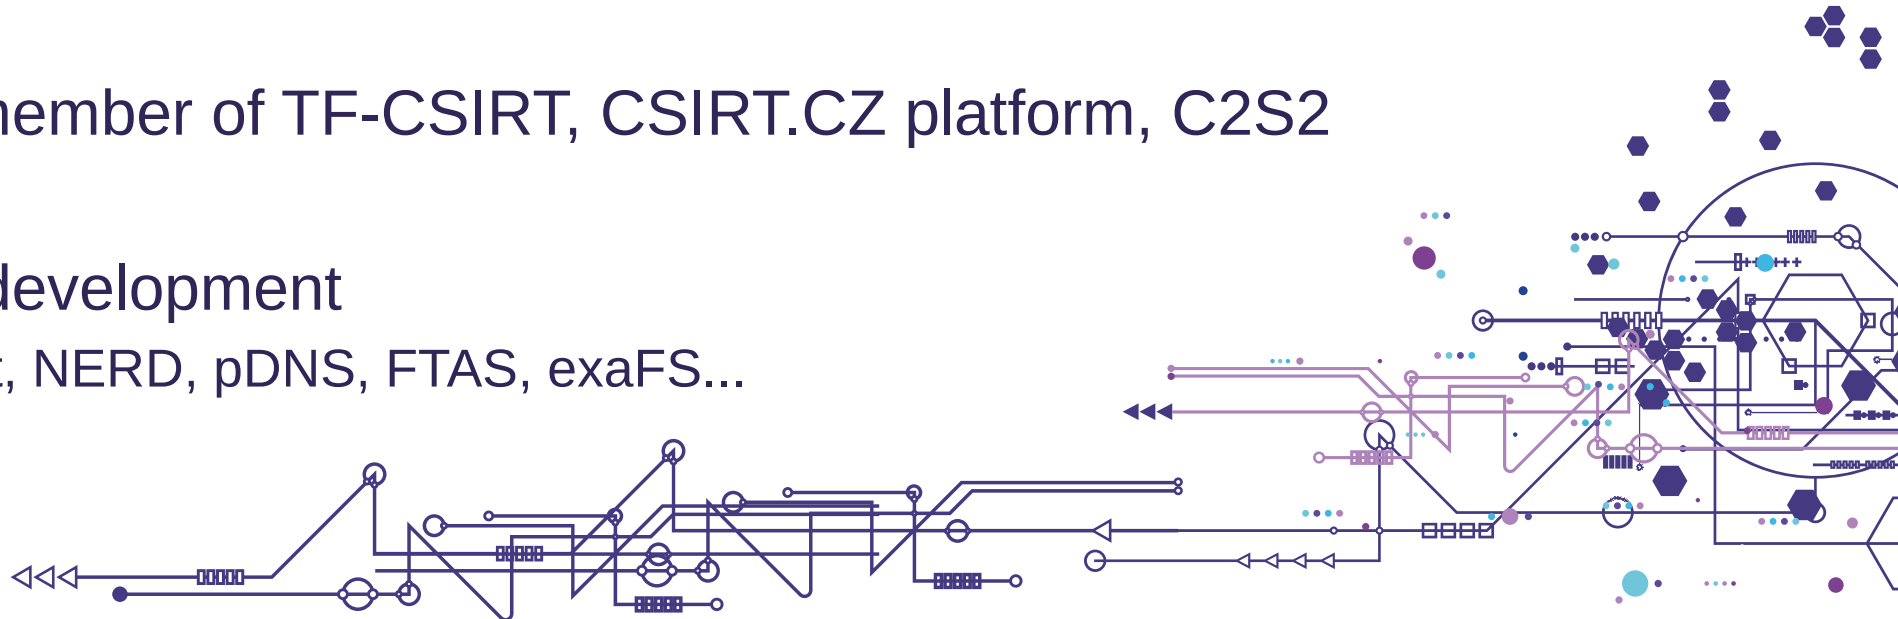 member of TF-CSIRT, CSIRT.CZ platform, C2S2
development
, NERD, pDNS, FTAS, exaFS...